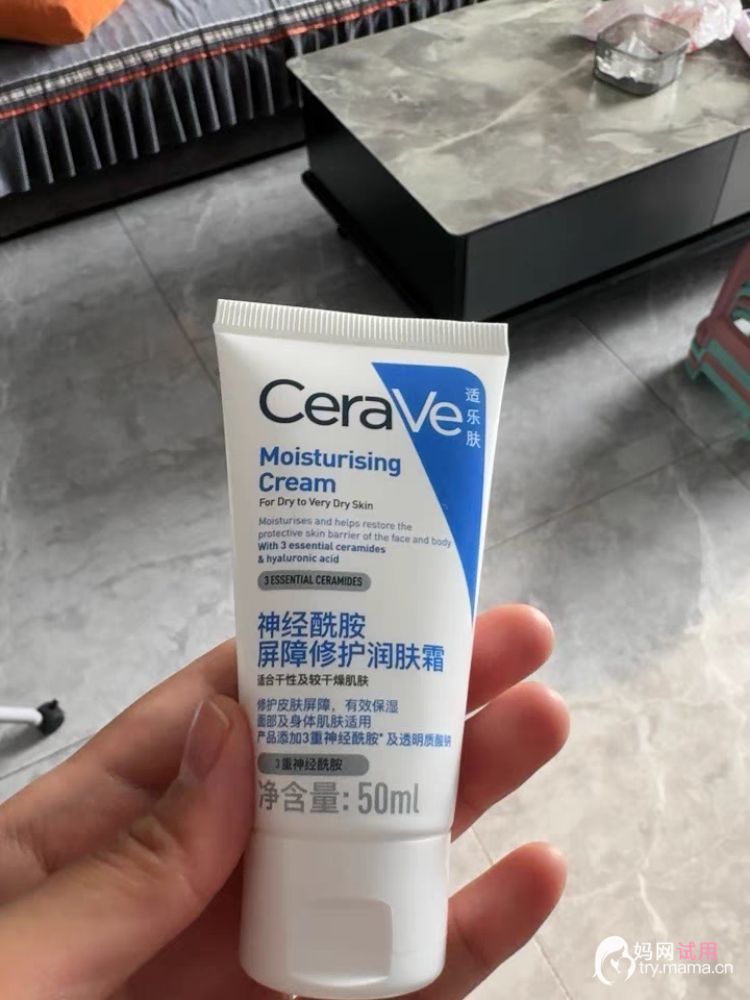 CeraVe
适乐肤
Moisturising
Cream
For Dry to Very Dry Skin
Moisturises and helps restore the
protective skin barrier of the face and body
With 3 essential ceramides
& hyaluronic acid
3 ESSENTIAL CERAMIDES
神经酰胺
屏障修护润肤霜
适合干性及较干燥肌肤
修护皮肤屏障，有效保湿
面部及身体肌肤适用
产品添加3重神经酰胺*及透明质酸钠
3重神经酰胺
净含量: 50ml
妈网试用
try.mama.cn